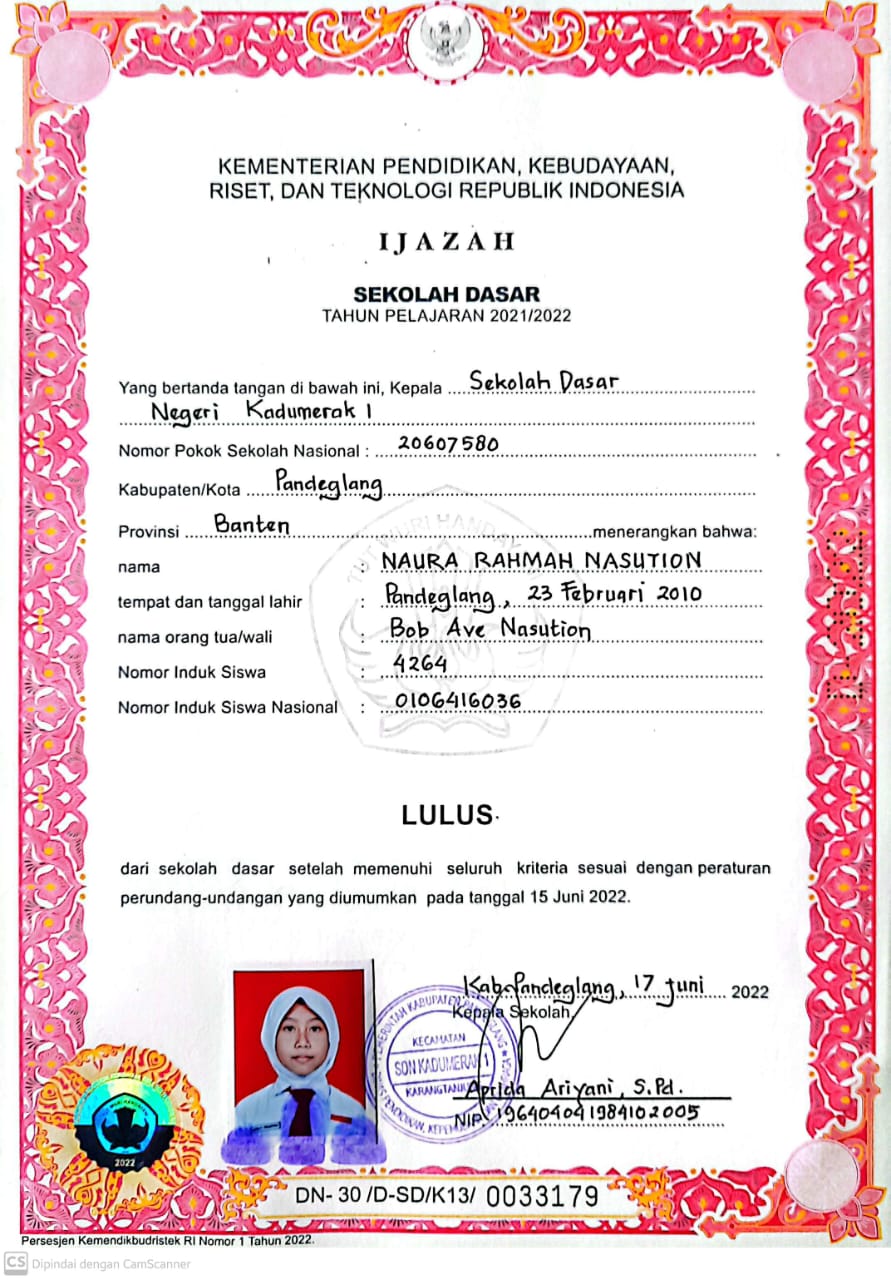 KEMENTERIAN PENDIDIKAN, KEBUDAYAAN,
RISET, DAN TEKNOLOGI REPUBLIK INDONESIA
IJAZAH
SEKOLAH DASAR
TAHUN PELAJARAN 2021/2022
Yang bertanda tangan di bawah ini, Kepala Sekolah Dasar
Negeri Kadumerak 1
Nomor Pokok Sekolah Nasional : 20607580
Kabupaten/Kota Pandeglang
Provinsi Banten menerangkan bahwa:
TUT WURI HANDAY
nama : NAURA RAHMAH NASUTION
tempat dan tanggal lahir : Pandeglang, 23 Februari 2010
nama orang tua/wali : Bob Ave Nasution
Nomor Induk Siswa : 4264
Nomor Induk Siswa Nasional : 0106416036
LULUS
dari sekolah dasar setelah memenuhi seluruh kriteria sesuai dengan peraturan
perundang-undangan yang diumumkan pada tanggal 15 Juni 2022.
Kab. Pandeglang, 17 Juni 2022
Kepala Sekolah,
PEMERINTAH KABUPATEN
KECAMATAN
SDN KADUMERAK 1
Aprida Ariyani, S.Pd.
NIP. 196404041984102005
2022
DN- 30 /D-SD/K13/ 0033179
Persesjen Kemendikbudristek RI Nomor 1 Tahun 2022.
CS Dipindai dengan CamScanner